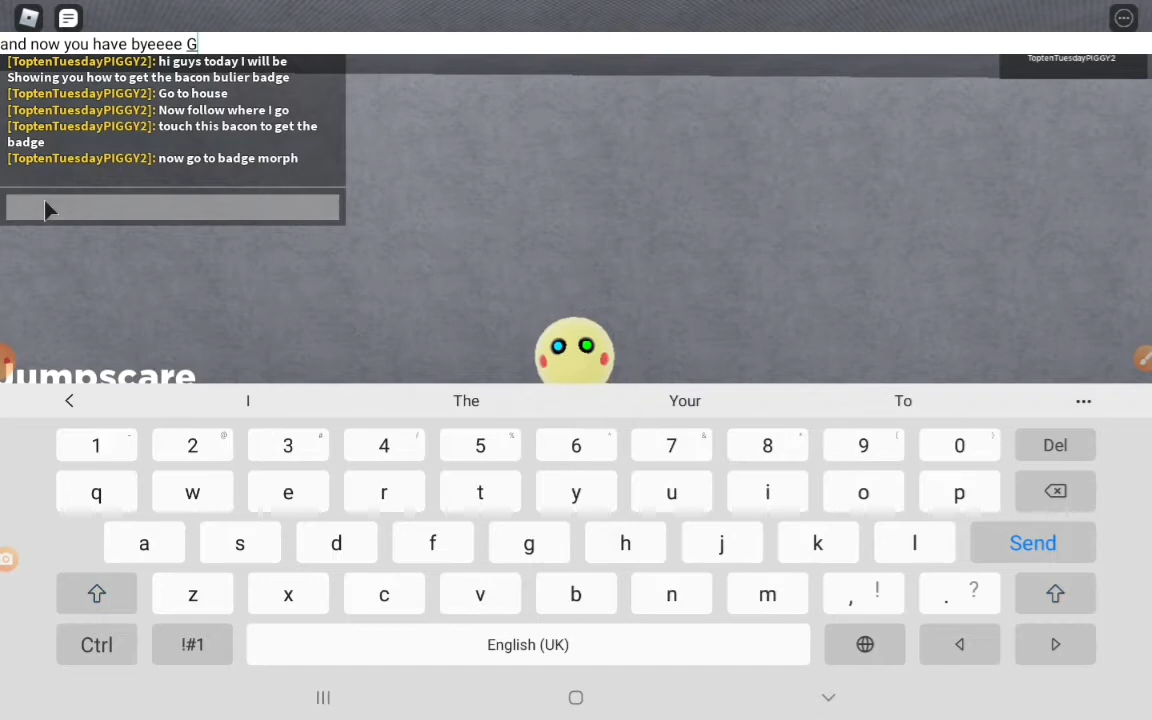 and now you have byeeee G
ToptenTuesdayPIGGY2
[ToptenTuesdayPIGGY2]: hi guys today I will be
Showing you how to get the bacon bulier badge
[ToptenTuesdayPIGGY2]: Go to house
[ToptenTuesdayPIGGY2]: Now follow where I go
[ToptenTuesdayPIGGY2]: touch this bacon to get the
badge
[ToptenTuesdayPIGGY2]: now go to badge morph
Jumpscare
I The Your To
1 2 3 4 5 6 7 8 9 0 Del
q w e r t y u i o p
a s d f g h j k l Send
z x c v b n m , ! . ?
Ctrl !#1 English (UK)